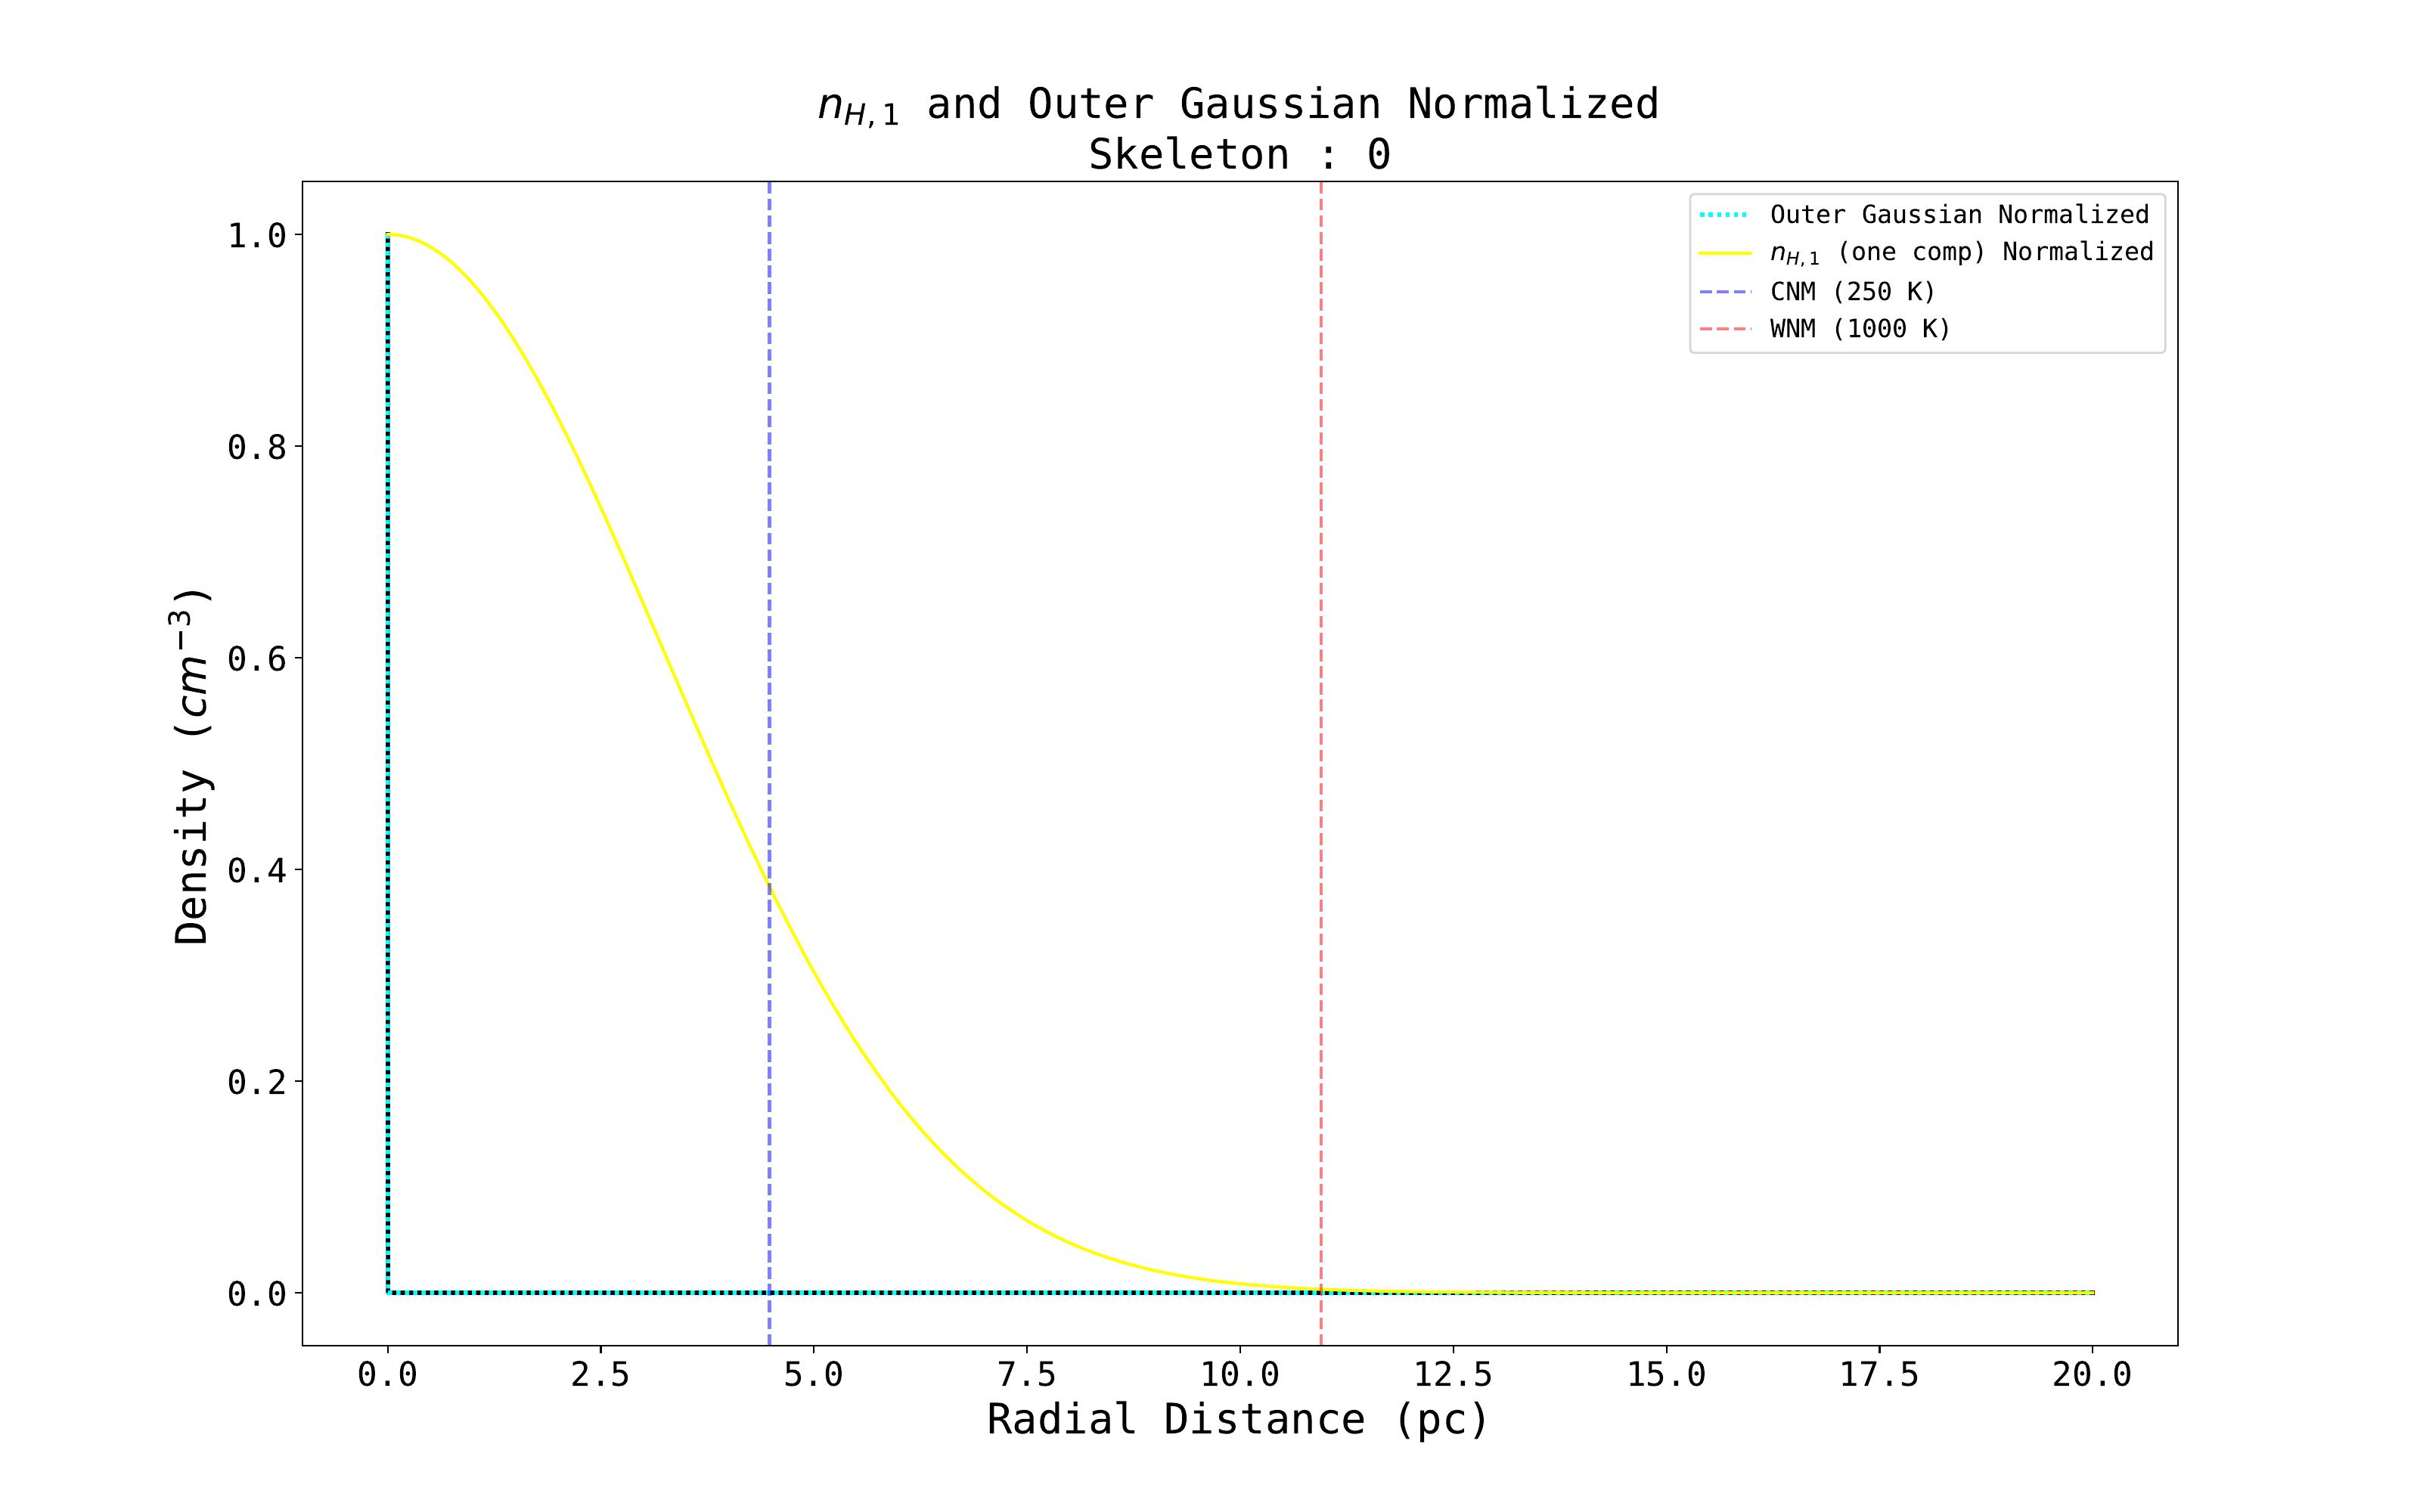 n_{H, 1} and Outer Gaussian Normalized
Skeleton : 0
Outer Gaussian Normalized
n_{H, 1} (one comp) Normalized
CNM (250 K)
WNM (1000 K)
Density (cm^{-3})
1.0
0.8
0.6
0.4
0.2
0.0
0.0 2.5 5.0 7.5 10.0 12.5 15.0 17.5 20.0
Radial Distance (pc)